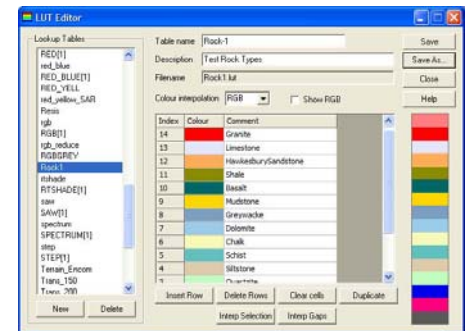 LUT Editor
Lookup Tables
RED[1]
red_blue
RED_BLUE[1]
RED_YELL
red_yellow_SAR
Resis
rgb
RGB[1]
rgb_reduce
RGBGREY
Rock1
rtshade
RTSHADE[1]
saw
SAW[1]
spectrum
SPECTRUM[1]
step
STEP[1]
Terrain_Encom
Trans_150
Trans_200
New Delete
Table name Rock-1
Description Test Rock Types
Filename Rock1.lut
Colour interpolation RGB Show RGB
Index Colour Comment
14 Granite
13 Limestone
12 HawkesburySandstone
11 Shale
10 Basalt
9 Mudstone
8 Greywacke
7 Dolomite
6 Chalk
5 Schist
4 Siltstone
3 Quartzite
Insert Row Delete Rows Clear cells Duplicate
Interp Selection Interp Gaps
Save
Save As...
Close
Help